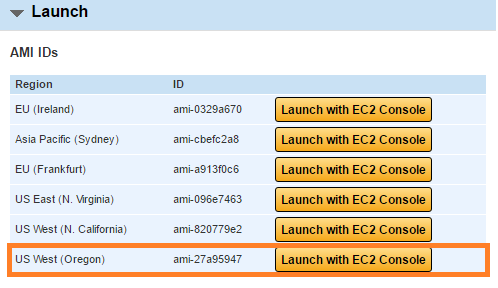 Launch
AMI IDs
Region ID
EU (Ireland) ami-0329a670 Launch with EC2 Console
Asia Pacific (Sydney) ami-cbefc2a8 Launch with EC2 Console
EU (Frankfurt) ami-a913f0c6 Launch with EC2 Console
US East (N. Virginia) ami-096e7463 Launch with EC2 Console
US West (N. California) ami-820779e2 Launch with EC2 Console
US West (Oregon) ami-27a95947 Launch with EC2 Console